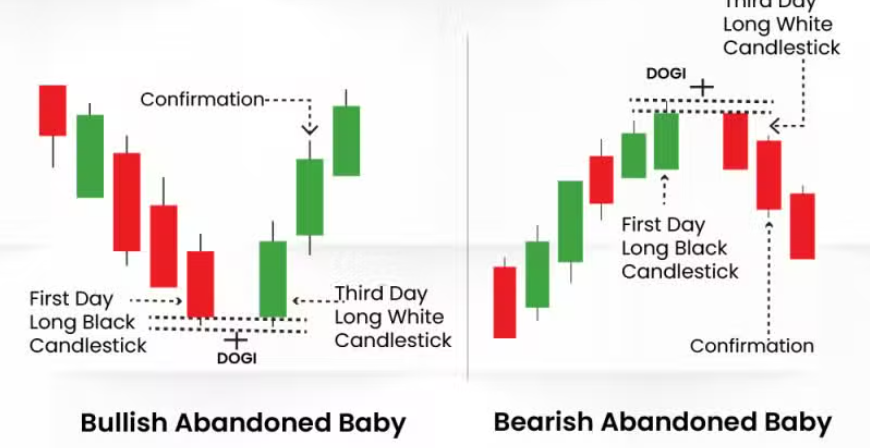 Confirmation
First Day
Long Black
Candlestick
Third Day
Long White
Candlestick
DOGI
Bullish Abandoned Baby
Third Day
Long White
Candlestick
DOGI
First Day
Long Black
Candlestick
Confirmation
Bearish Abandoned Baby